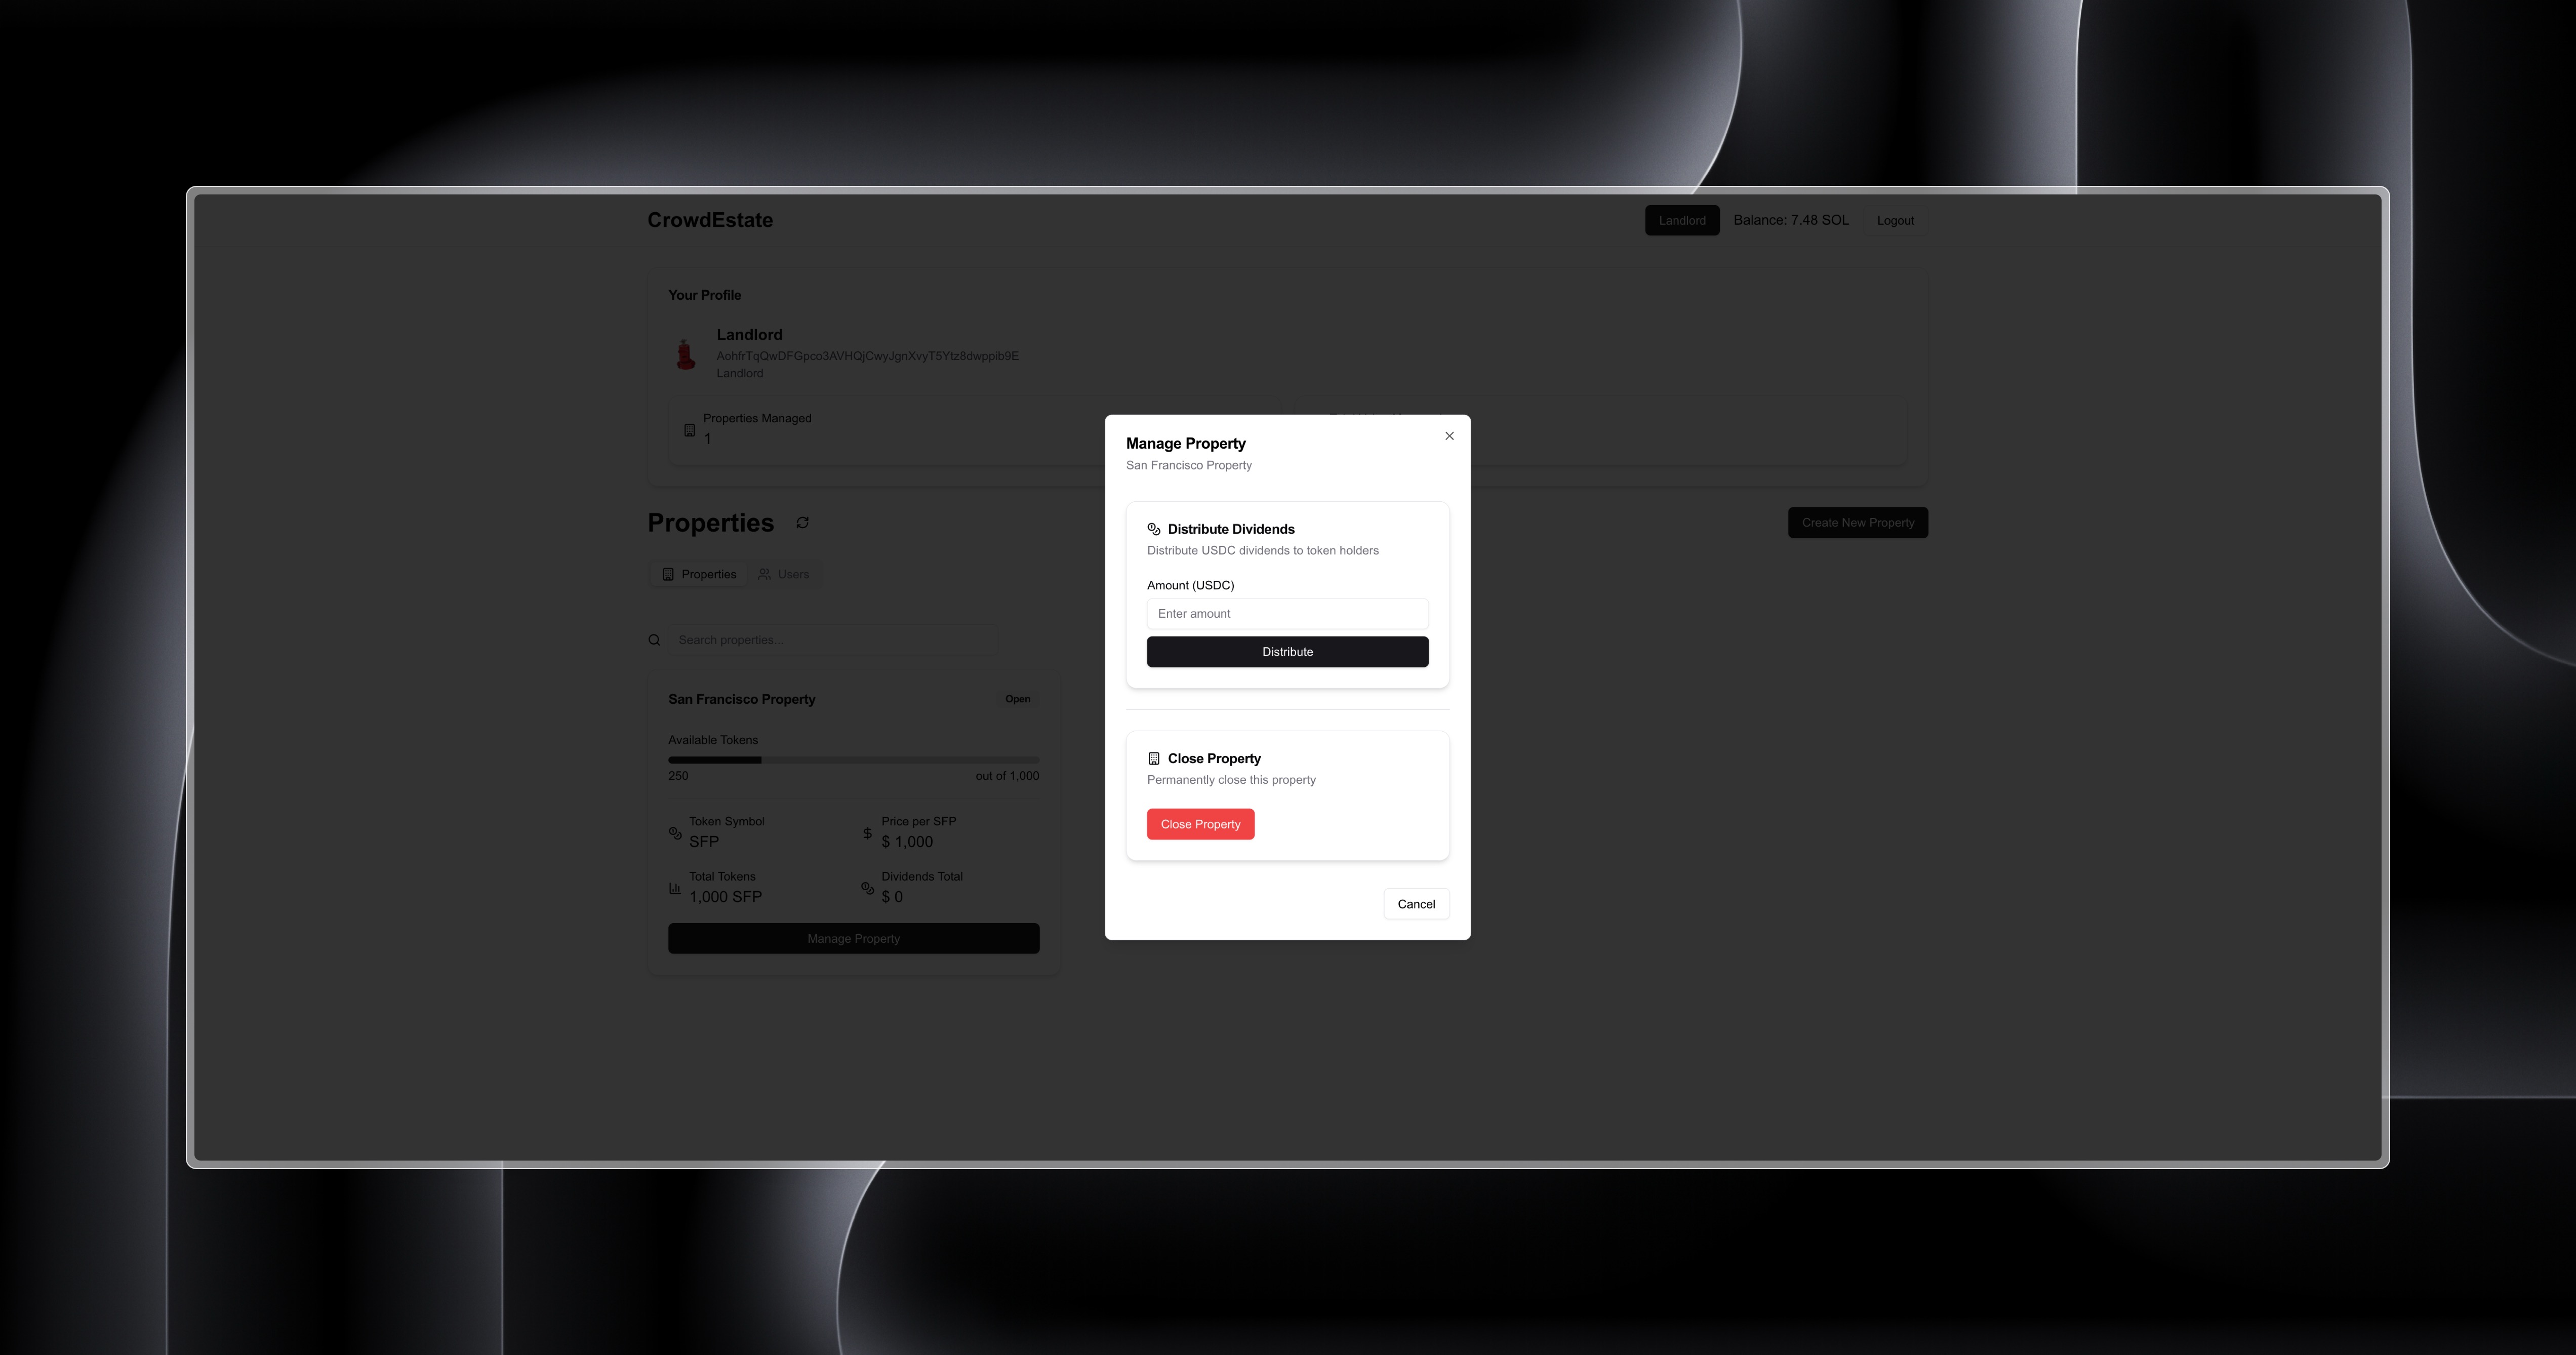 CrowdEstate
Landlord
Balance: 7.48 SOL
Logout
Your Profile
Landlord
AohfrTqQwDFGpco3AVHQjCwyJgnXvyT5Ytz8dwppib9E
Landlord
Properties Managed
1
Properties
Create New Property
Properties
Users
Search properties...
San Francisco Property
Open
Available Tokens
250
out of 1,000
Token Symbol
SFP
Price per SFP
$ 1,000
Total Tokens
1,000 SFP
Dividends Total
$ 0
Manage Property
Manage Property
San Francisco Property
Distribute Dividends
Distribute USDC dividends to token holders
Amount (USDC)
Enter amount
Distribute
Close Property
Permanently close this property
Close Property
Cancel